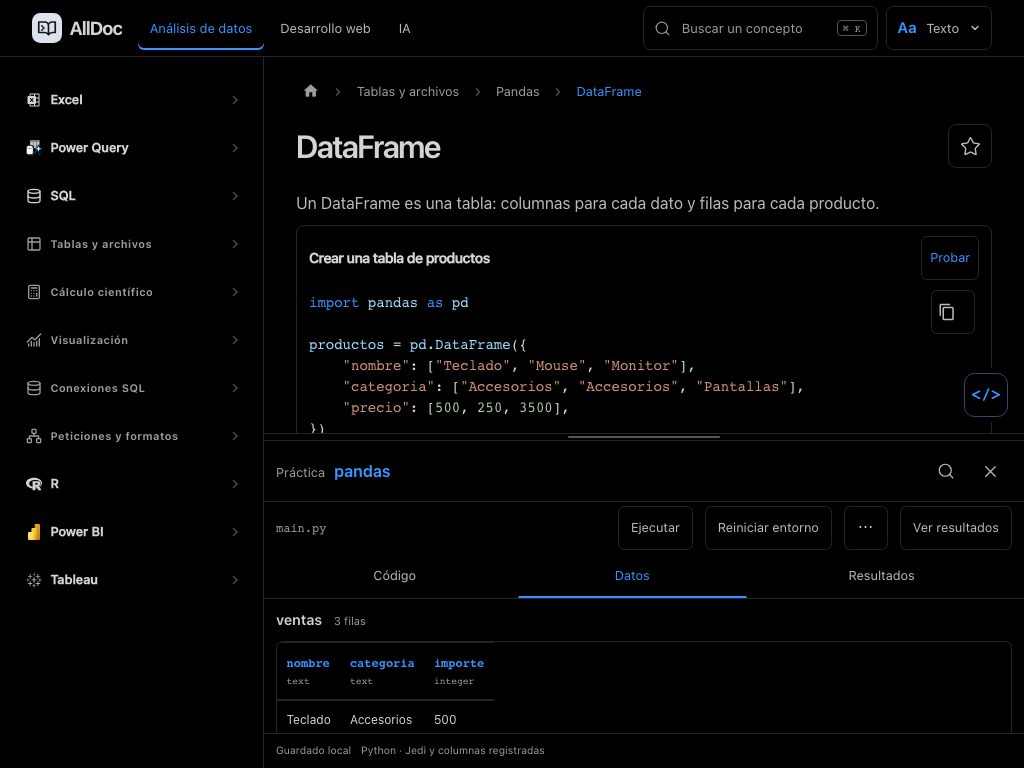 AllDoc
Análisis de datos
Desarrollo web
IA
Buscar un concepto
⌘ K
Aa Texto
Excel
Power Query
SQL
Tablas y archivos
Cálculo científico
Visualización
Conexiones SQL
Peticiones y formatos
R
Power BI
Tableau
Tablas y archivos > Pandas > DataFrame
DataFrame
Un DataFrame es una tabla: columnas para cada dato y filas para cada producto.
Crear una tabla de productos
Probar
import pandas as pd
productos = pd.DataFrame({
    "nombre": ["Teclado", "Mouse", "Monitor"],
    "categoria": ["Accesorios", "Accesorios", "Pantallas"],
    "precio": [500, 250, 3500],
})
</>
Práctica pandas
main.py
Ejecutar
Reiniciar entorno
...
Ver resultados
Código
Datos
Resultados
ventas 3 filas
nombre categoria importe
text text integer
Teclado Accesorios 500
Guardado local Python · Jedi y columnas registradas